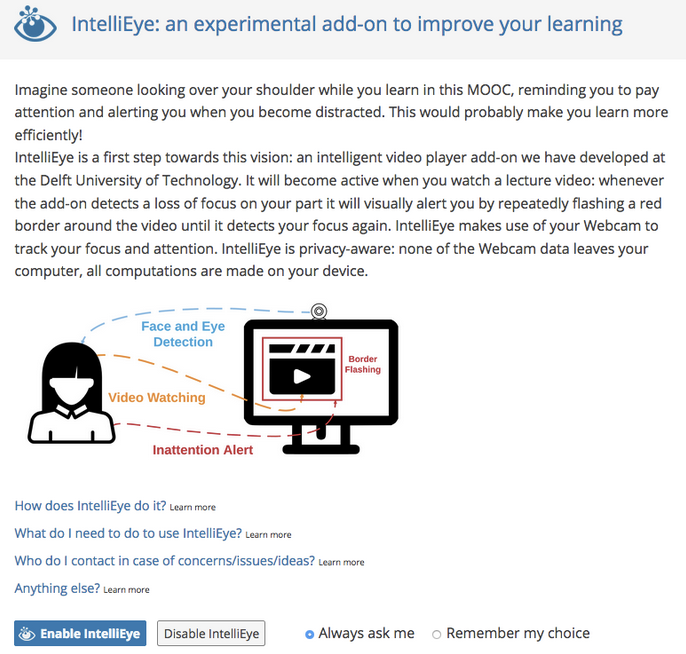 IntelliEye: an experimental add-on to improve your learning
Imagine someone looking over your shoulder while you learn in this MOOC, reminding you to pay
attention and alerting you when you become distracted. This would probably make you learn more
efficiently!
IntelliEye is a first step towards this vision: an intelligent video player add-on we have developed at
the Delft University of Technology. It will become active when you watch a lecture video: whenever
the add-on detects a loss of focus on your part it will visually alert you by repeatedly flashing a red
border around the video until it detects your focus again. IntelliEye makes use of your Webcam to
track your focus and attention. IntelliEye is privacy-aware: none of the Webcam data leaves your
computer, all computations are made on your device.
Face and Eye
Detection
Border
Flashing
Video Watching
Inattention Alert
How does IntelliEye do it? Learn more
What do I need to do to use IntelliEye? Learn more
Who do I contact in case of concerns/issues/ideas? Learn more
Anything else? Learn more
Enable IntelliEye Disable IntelliEye Always ask me Remember my choice